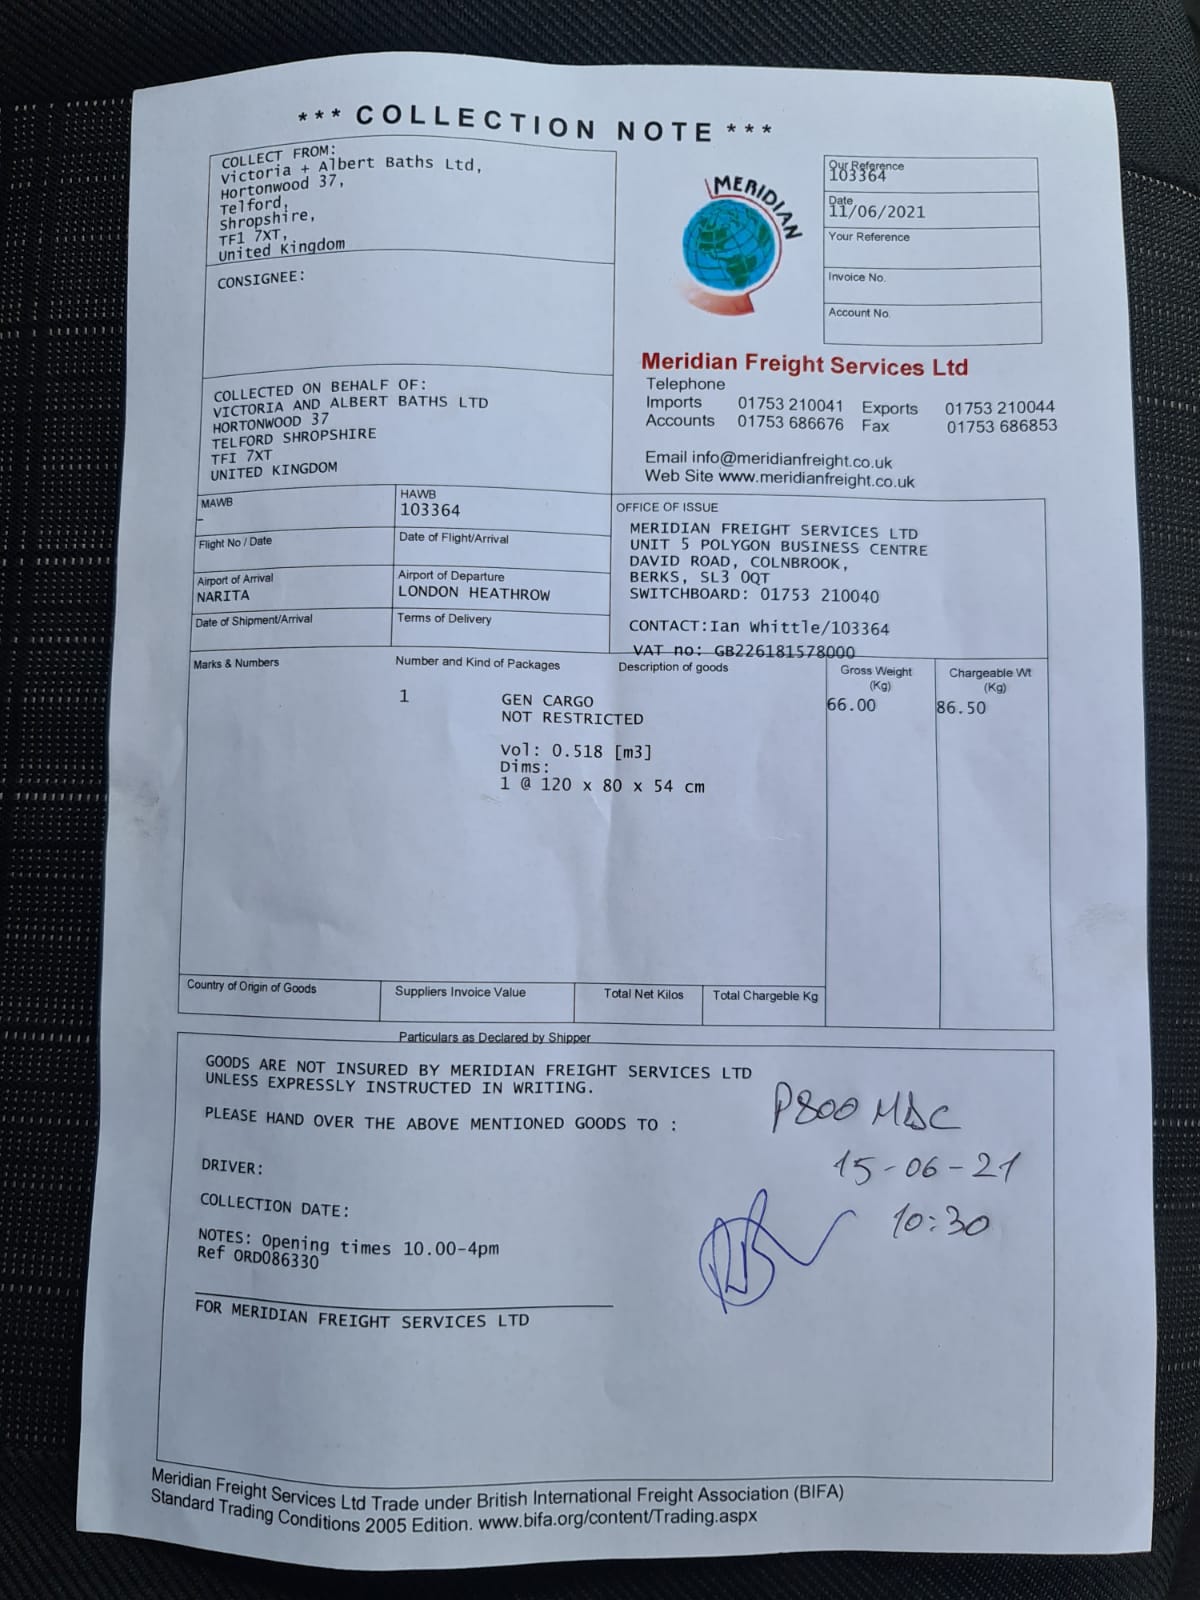 *** COLLECTION NOTE ***
COLLECT FROM:
Victoria + Albert Baths Ltd,
Hortonwood 37,
Telford,
Shropshire,
TF1 7XT,
United Kingdom
CONSIGNEE:
COLLECTED ON BEHALF OF:
VICTORIA AND ALBERT BATHS LTD
HORTONWOOD 37
TELFORD SHROPSHIRE
TF1 7XT
UNITED KINGDOM
MERIDIAN
Our Reference
103364
Date
11/06/2021
Your Reference
Invoice No.
Account No.
Meridian Freight Services Ltd
Telephone
Imports 01753 210041 Exports 01753 210044
Accounts 01753 686676 Fax 01753 686853
Email info@meridianfreight.co.uk
Web Site www.meridianfreight.co.uk
MAWB
-
HAWB
103364
Flight No / Date
Date of Flight/Arrival
Airport of Arrival
NARITA
Airport of Departure
LONDON HEATHROW
Date of Shipment/Arrival
Terms of Delivery
OFFICE OF ISSUE
MERIDIAN FREIGHT SERVICES LTD
UNIT 5 POLYGON BUSINESS CENTRE
DAVID ROAD, COLNBROOK,
BERKS, SL3 0QT
SWITCHBOARD: 01753 210040
CONTACT:Ian Whittle/103364
VAT no: GB226181578000
Marks & Numbers
Number and Kind of Packages
Description of goods
Gross Weight
(Kg)
Chargeable Wt
(Kg)
1
GEN CARGO
NOT RESTRICTED
66.00
86.50
Vol: 0.518 [m3]
Dims:
1 @ 120 x 80 x 54 cm
Country of Origin of Goods
Suppliers Invoice Value
Total Net Kilos
Total Chargeble Kg
Particulars as Declared by Shipper
GOODS ARE NOT INSURED BY MERIDIAN FREIGHT SERVICES LTD
UNLESS EXPRESSLY INSTRUCTED IN WRITING.
PLEASE HAND OVER THE ABOVE MENTIONED GOODS TO :
P800 MDC
15-06-21
10:30
DRIVER:
COLLECTION DATE:
NOTES: Opening times 10.00-4pm
Ref ORD086330
FOR MERIDIAN FREIGHT SERVICES LTD
Meridian Freight Services Ltd Trade under British International Freight Association (BIFA)
Standard Trading Conditions 2005 Edition. www.bifa.org/content/Trading.aspx